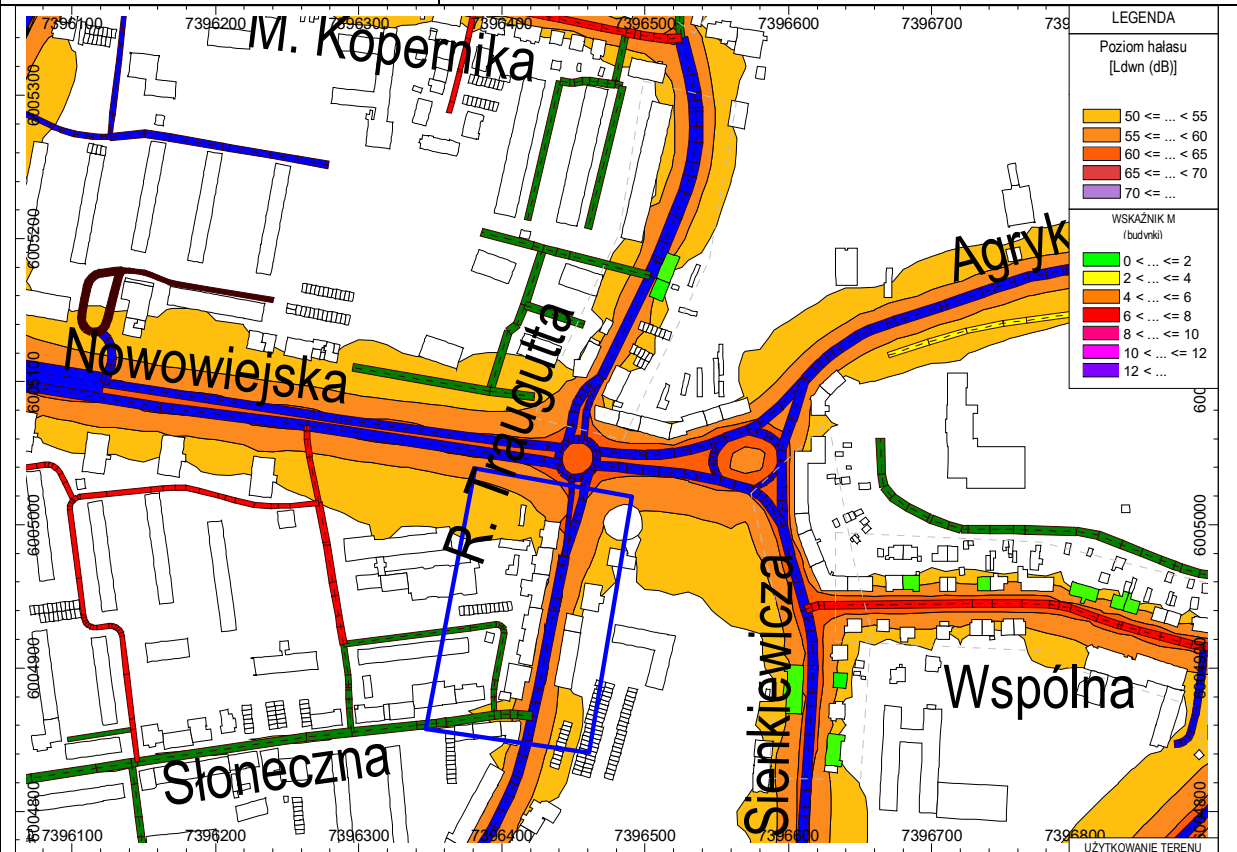 7396100
7396200
7396300
7396400
7396500
7396600
7396700
M. Kopernika
6005300
6005200
6005100
6005000
6004900
6004800
Nowowiejska
R. Traugutta
Agryk
Słoneczna
Sienkiewicza
Wspólna
6004900
6004800
7396100
7396200
7396300
7396400
7396500
7396600
7396700
7396800
LEGENDA
Poziom hałasu
[Ldwn (dB)]
50 <= ... < 55
55 <= ... < 60
60 <= ... < 65
65 <= ... < 70
70 <= ...
WSKAŹNIK M
(budynki)
0 < ... <= 2
2 < ... <= 4
4 < ... <= 6
6 < ... <= 8
8 < ... <= 10
10 < ... <= 12
12 < ...
UŻYTKOWANIE TERENU